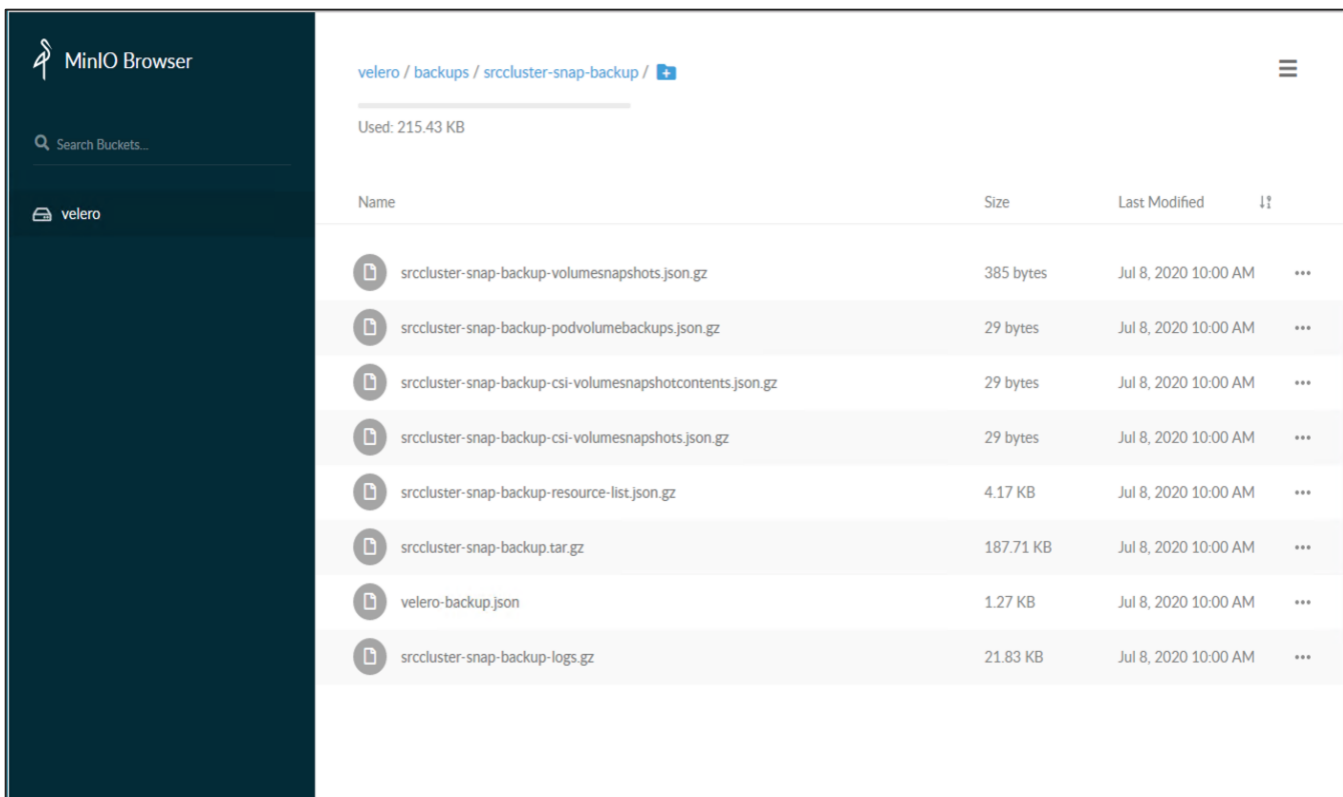 MinIO Browser
Search Buckets...
velero
velero / backups / srccluster-snap-backup /
Used: 215.43 KB
Name Size Last Modified
srccluster-snap-backup-volumesnapshots.json.gz 385 bytes Jul 8, 2020 10:00 AM
srccluster-snap-backup-podvolumebackups.json.gz 29 bytes Jul 8, 2020 10:00 AM
srccluster-snap-backup-csi-volumesnapshotcontents.json.gz 29 bytes Jul 8, 2020 10:00 AM
srccluster-snap-backup-csi-volumesnapshots.json.gz 29 bytes Jul 8, 2020 10:00 AM
srccluster-snap-backup-resource-list.json.gz 4.17 KB Jul 8, 2020 10:00 AM
srccluster-snap-backup.tar.gz 187.71 KB Jul 8, 2020 10:00 AM
velero-backup.json 1.27 KB Jul 8, 2020 10:00 AM
srccluster-snap-backup-logs.gz 21.83 KB Jul 8, 2020 10:00 AM